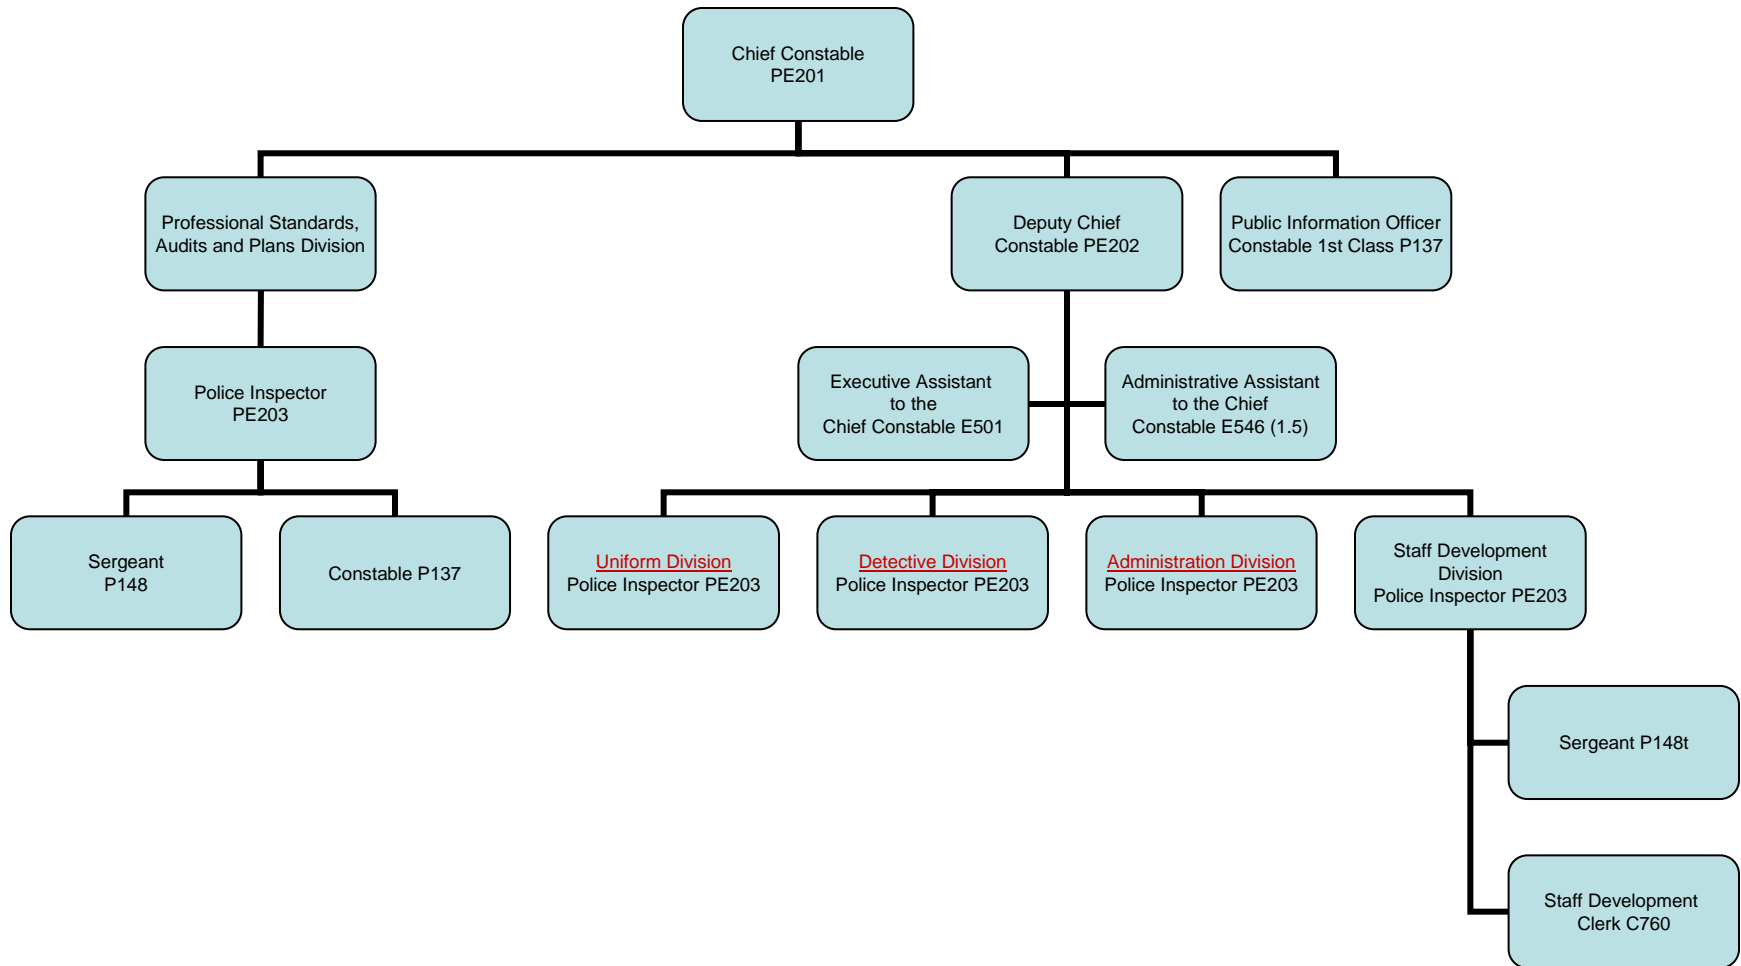 Chief Constable
PE201
Professional Standards,
Audits and Plans Division
Deputy Chief
Constable PE202
Public Information Officer
Constable 1st Class P137
Police Inspector
PE203
Executive Assistant
to the
Chief Constable E501
Administrative Assistant
to the Chief
Constable E546 (1.5)
Sergeant
P148
Constable P137
Uniform Division
Police Inspector PE203
Detective Division
Police Inspector PE203
Administration Division
Police Inspector PE203
Staff Development
Division
Police Inspector PE203
Sergeant P148t
Staff Development
Clerk C760